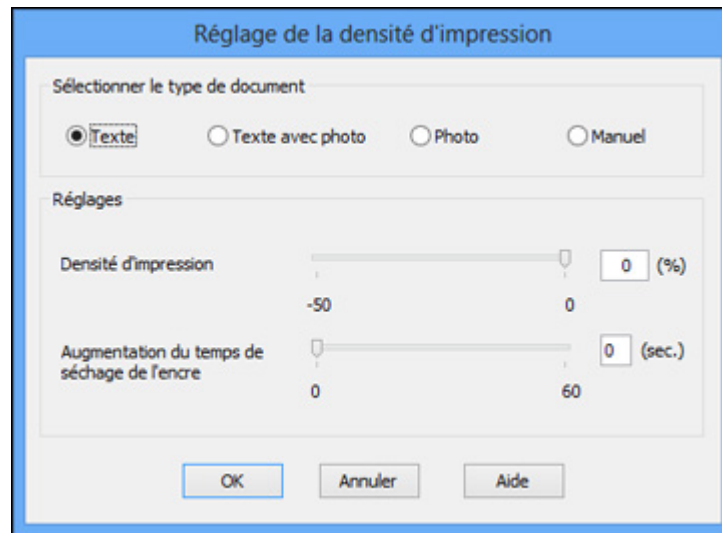 Réglage de la densité d'impression
Sélectionner le type de document
Texte Texte avec photo Photo Manuel
Réglages
Densité d'impression 0 (%)
-50 0
Augmentation du temps de 0 (sec.)
séchage de l'encre
0 60
OK Annuler Aide